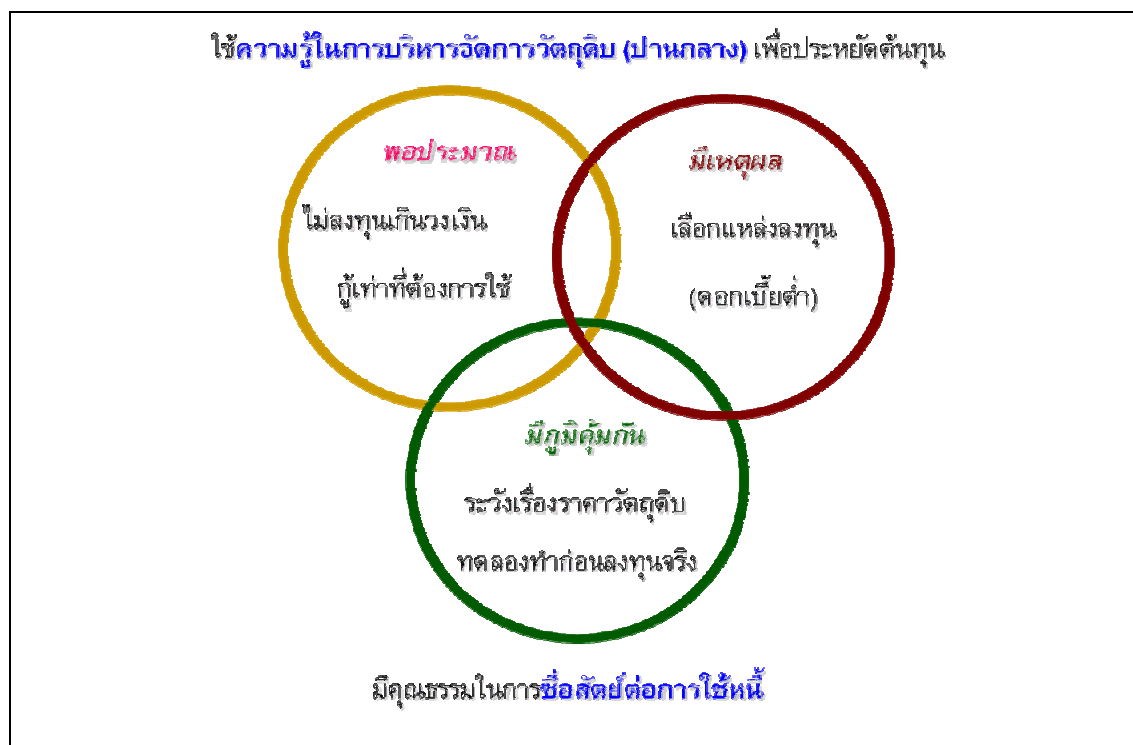 ใช้ความรู้ในการบริหารจัดการวัตถุดิบ (ปานกลาง) เพื่อประหยัดต้นทุน
พอประมาณ
ไม่ลงทุนเกินวงเงิน
กู้เท่าที่ต้องการใช้
มีเหตุผล
เลือกแหล่งลงทุน
(ดอกเบี้ยต่ำ)
มีภูมิคุ้มกัน
ระวังเรื่องราคาวัตถุดิบ
ทดลองทำก่อนลงทุนจริง
มีคุณธรรมในการซื่อสัตย์ต่อการใช้หนี้